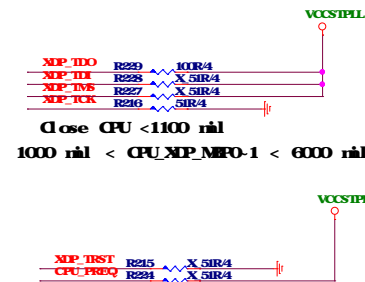 VCCSTPLL
XDP_TDO R229 100R/4
XDP_TDI R228 X_51R/4
XDP_TMS R227 X_51R/4
XDP_TCK R216 51R/4
Close CPU <1100 mil
1000 mil < CPU_XDP_MBP0~1 < 6000 mil
VCCSTPl
XDP_TRST R215 X_51R/4
CPU_PREQ R224 X_51R/4